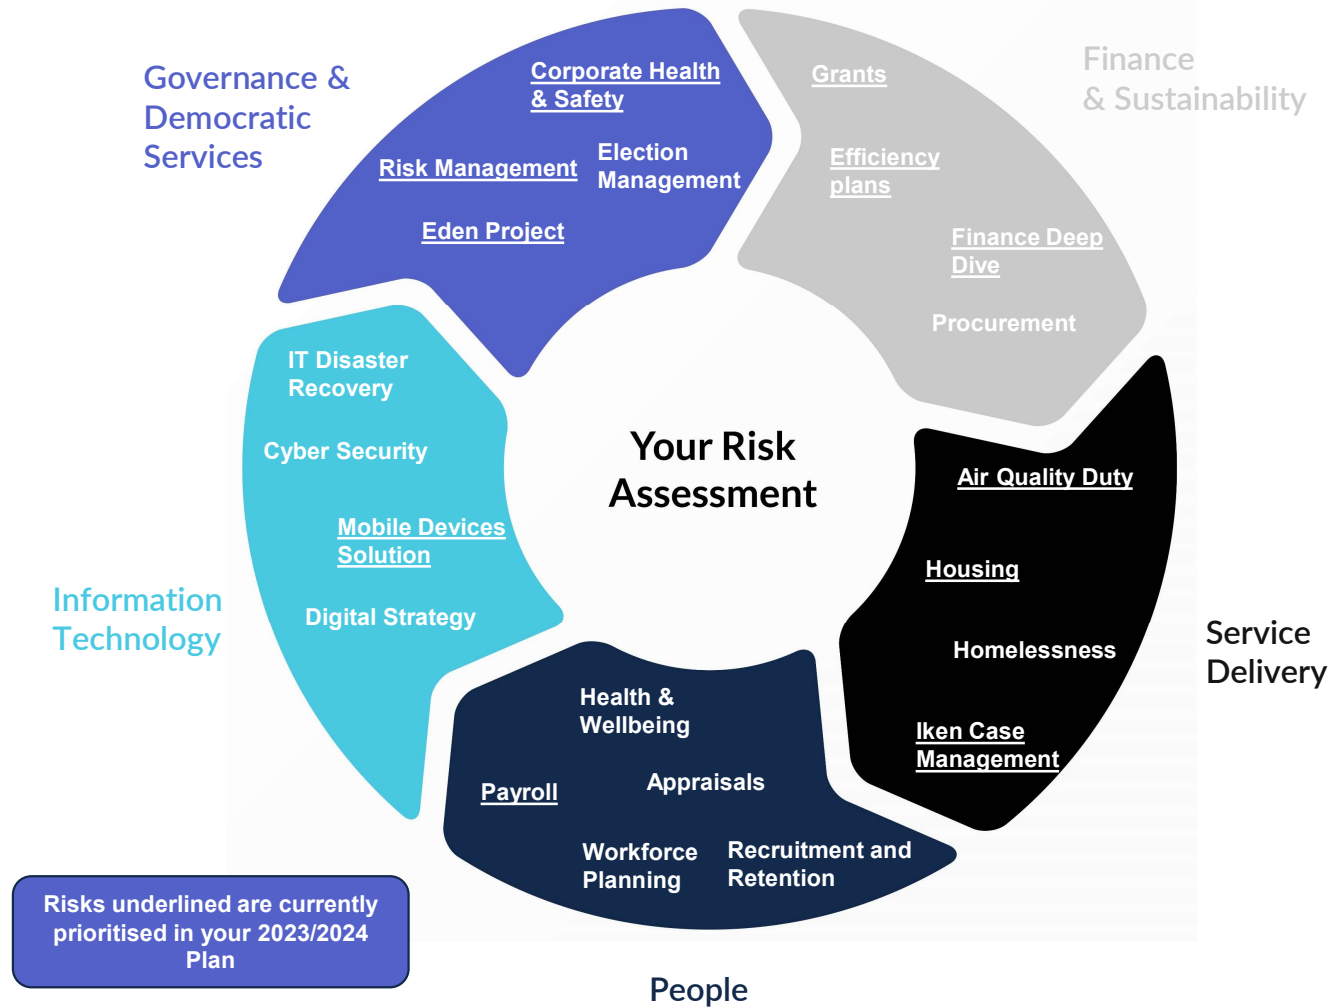 Governance &
Democratic
Services
Corporate Health
& Safety
Risk Management
Election
Management
Eden Project
Finance
& Sustainability
Grants
Efficiency
plans
Finance Deep
Dive
Procurement
IT Disaster
Recovery
Cyber Security
Mobile Devices
Solution
Digital Strategy
Information
Technology
Your Risk
Assessment
Air Quality Duty
Housing
Homelessness
Iken Case
Management
Service
Delivery
Health &
Wellbeing
Payroll
Appraisals
Workforce
Planning
Recruitment and
Retention
People
Risks underlined are currently
prioritised in your 2023/2024
Plan